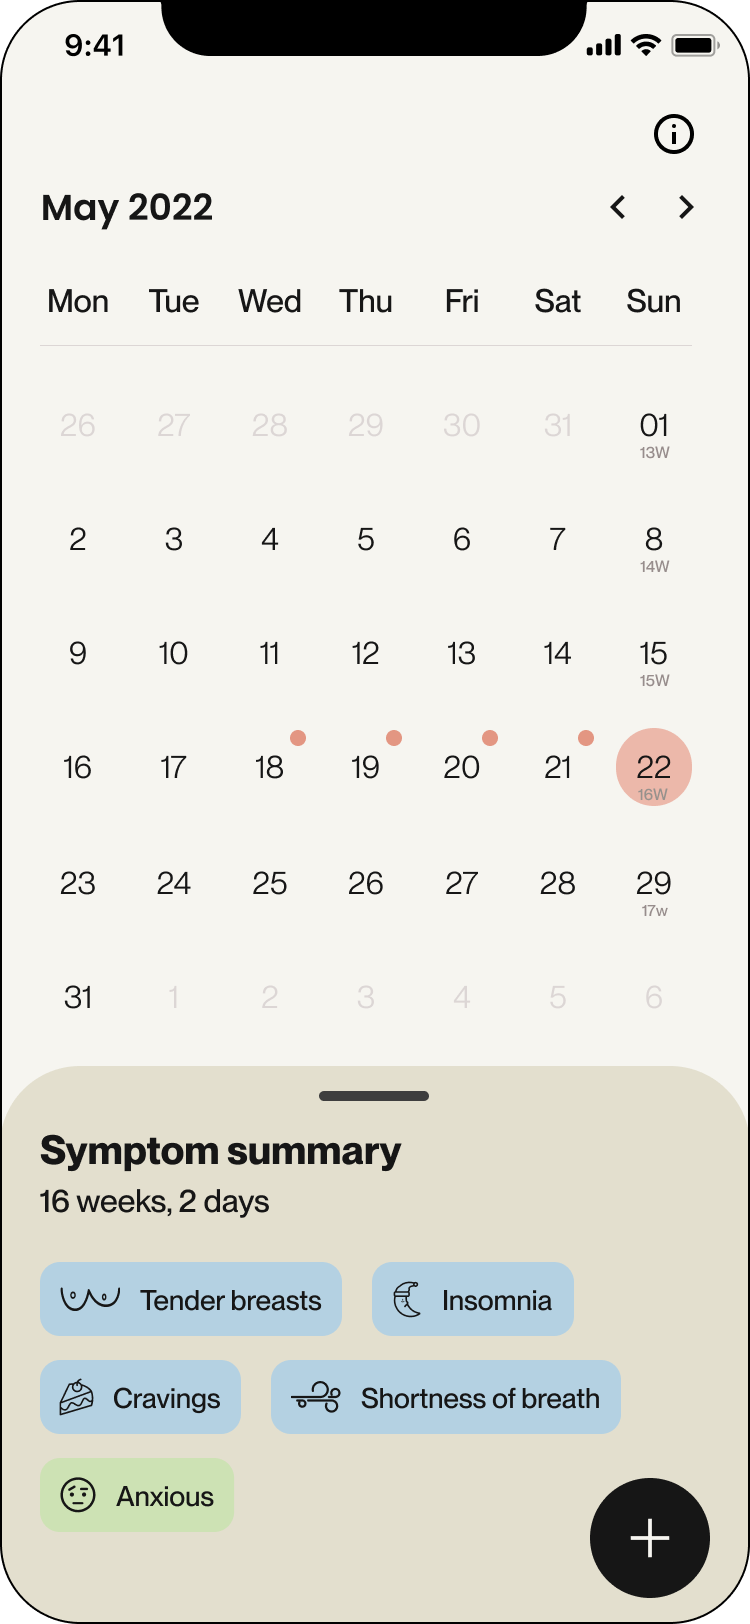 9:41
May 2022
Mon Tue Wed Thu Fri Sat Sun
26 27 28 29 30 31 01
13W
2 3 4 5 6 7 8
14W
9 10 11 12 13 14 15
15W
16 17 18 19 20 21 22
16W
23 24 25 26 27 28 29
17w
31 1 2 3 4 5 6
Symptom summary
16 weeks, 2 days
Tender breasts Insomnia
Cravings Shortness of breath
Anxious